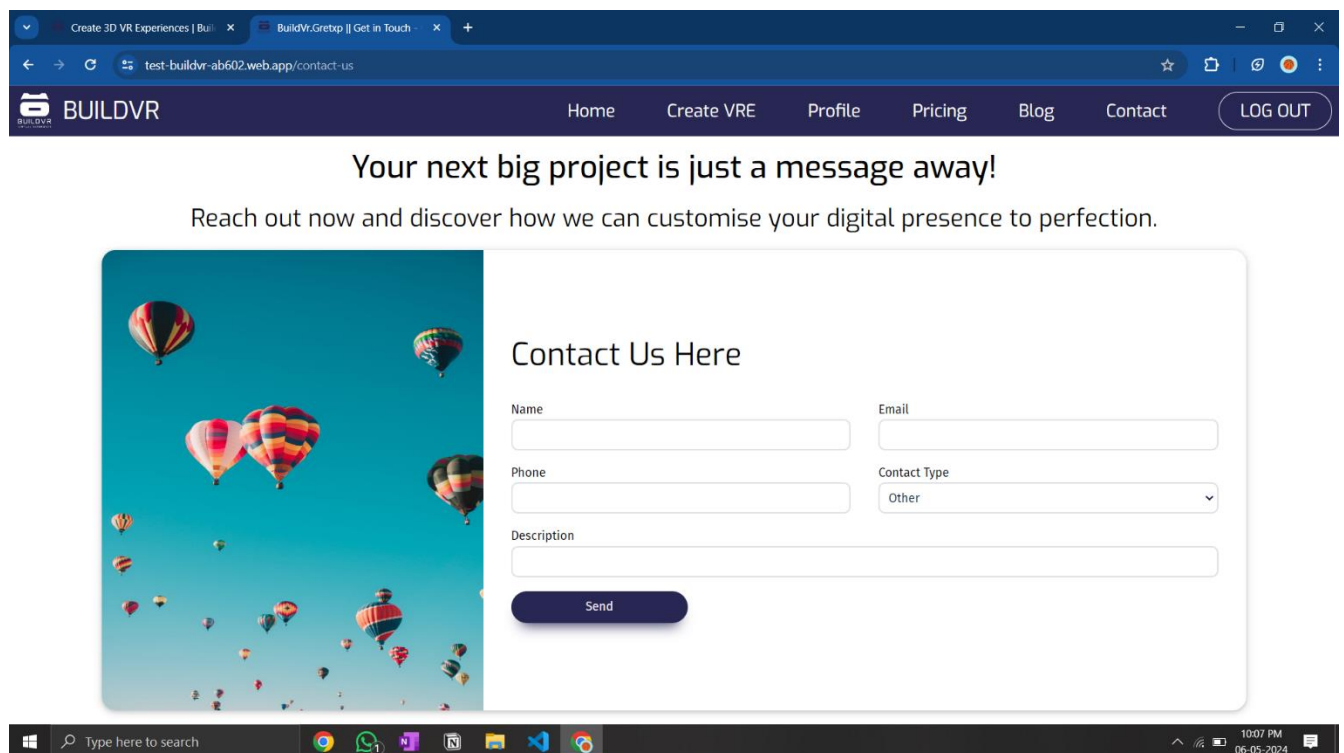 Create 3D VR Experiences | Buil
BuildVr.Gretxp || Get in Touch -
test-buildvr-ab602.web.app/contact-us
BUILDVR
BUILDVR
Home
Create VRE
Profile
Pricing
Blog
Contact
LOG OUT
Your next big project is just a message away!
Reach out now and discover how we can customise your digital presence to perfection.
Contact Us Here
Name
Email
Phone
Contact Type
Other
Description
Send
Type here to search
1
10:07 PM
06-05-2024